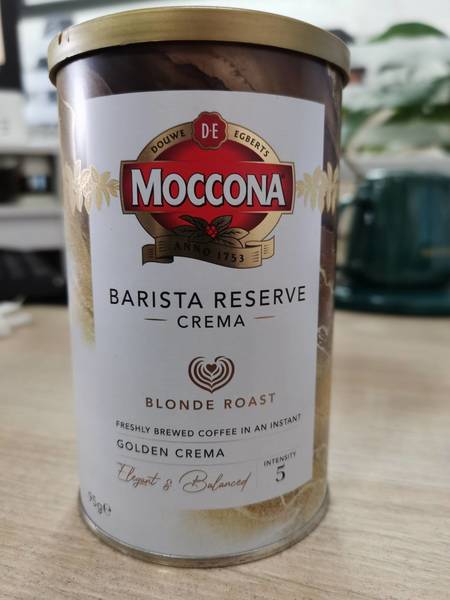 DOUWE D·E EGBERTS
MOCCONA
ANNO 1753
BARISTA RESERVE
CREMA
BLONDE ROAST
FRESHLY BREWED COFFEE IN AN INSTANT
GOLDEN CREMA
Elegant & Balanced
INTENSITY
5
95g℮